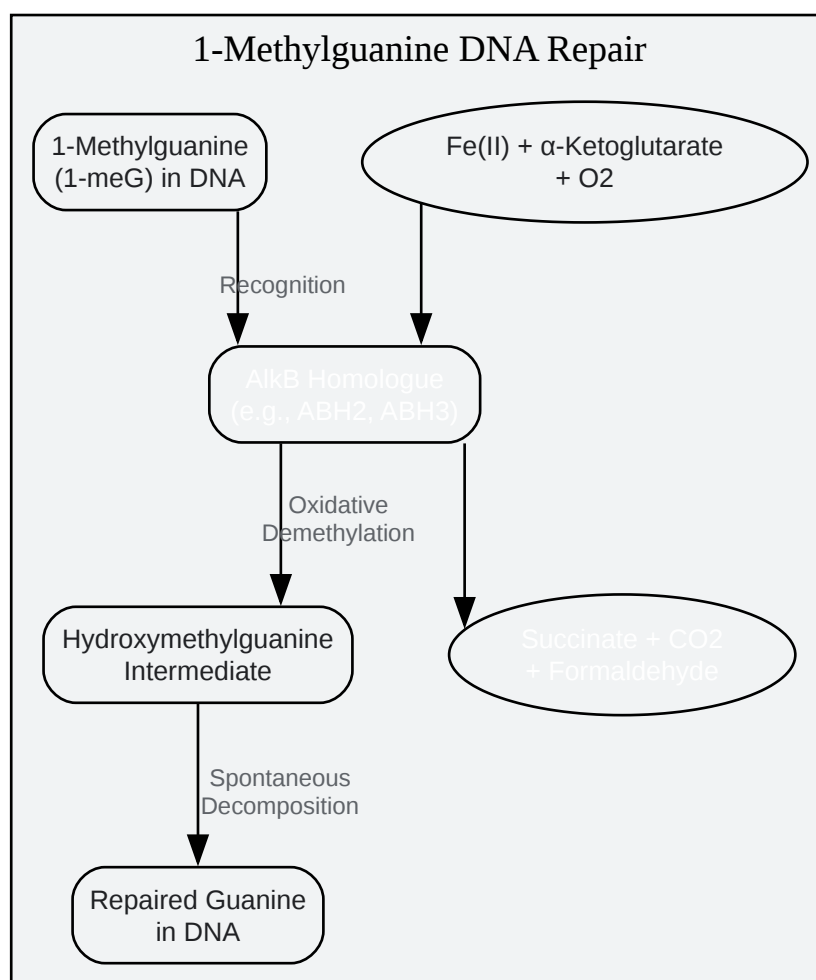 1-Methylguanine DNA Repair
1-Methylguanine
(1-meG) in DNA
Fe(II) + α-Ketoglutarate
+ O2
Recognition
AlkB Homologue
(e.g., ABH2, ABH3)
Oxidative
Demethylation
Hydroxymethylguanine
Intermediate
Succinate + CO2
+ Formaldehyde
Spontaneous
Decomposition
Repaired Guanine
in DNA